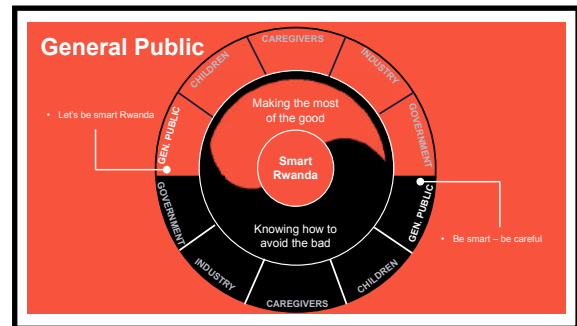 General Public
CAREGIVERS
CHILDREN
INDUSTRY
GEN. PUBLIC
GOVERNMENT
• Let's be smart Rwanda
Making the most
of the good
Smart
Rwanda
Knowing how to
avoid the bad
GOVERNMENT
GEN. PUBLIC
• Be smart – be careful
INDUSTRY
CHILDREN
CAREGIVERS